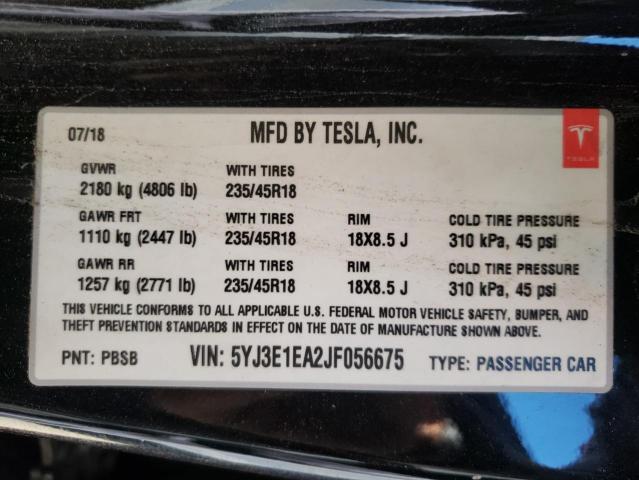 07/18 MFD BY TESLA, INC.
TESLA
GVWR WITH TIRES
2180 kg (4806 lb) 235/45R18
GAWR FRT WITH TIRES RIM COLD TIRE PRESSURE
1110 kg (2447 lb) 235/45R18 18X8.5 J 310 kPa, 45 psi
GAWR RR WITH TIRES RIM COLD TIRE PRESSURE
1257 kg (2771 lb) 235/45R18 18X8.5 J 310 kPa, 45 psi
THIS VEHICLE CONFORMS TO ALL APPLICABLE U.S. FEDERAL MOTOR VEHICLE SAFETY, BUMPER, AND
THEFT PREVENTION STANDARDS IN EFFECT ON THE DATE OF MANUFACTURE SHOWN ABOVE.
PNT: PBSB VIN: 5YJ3E1EA2JF056675 TYPE: PASSENGER CAR